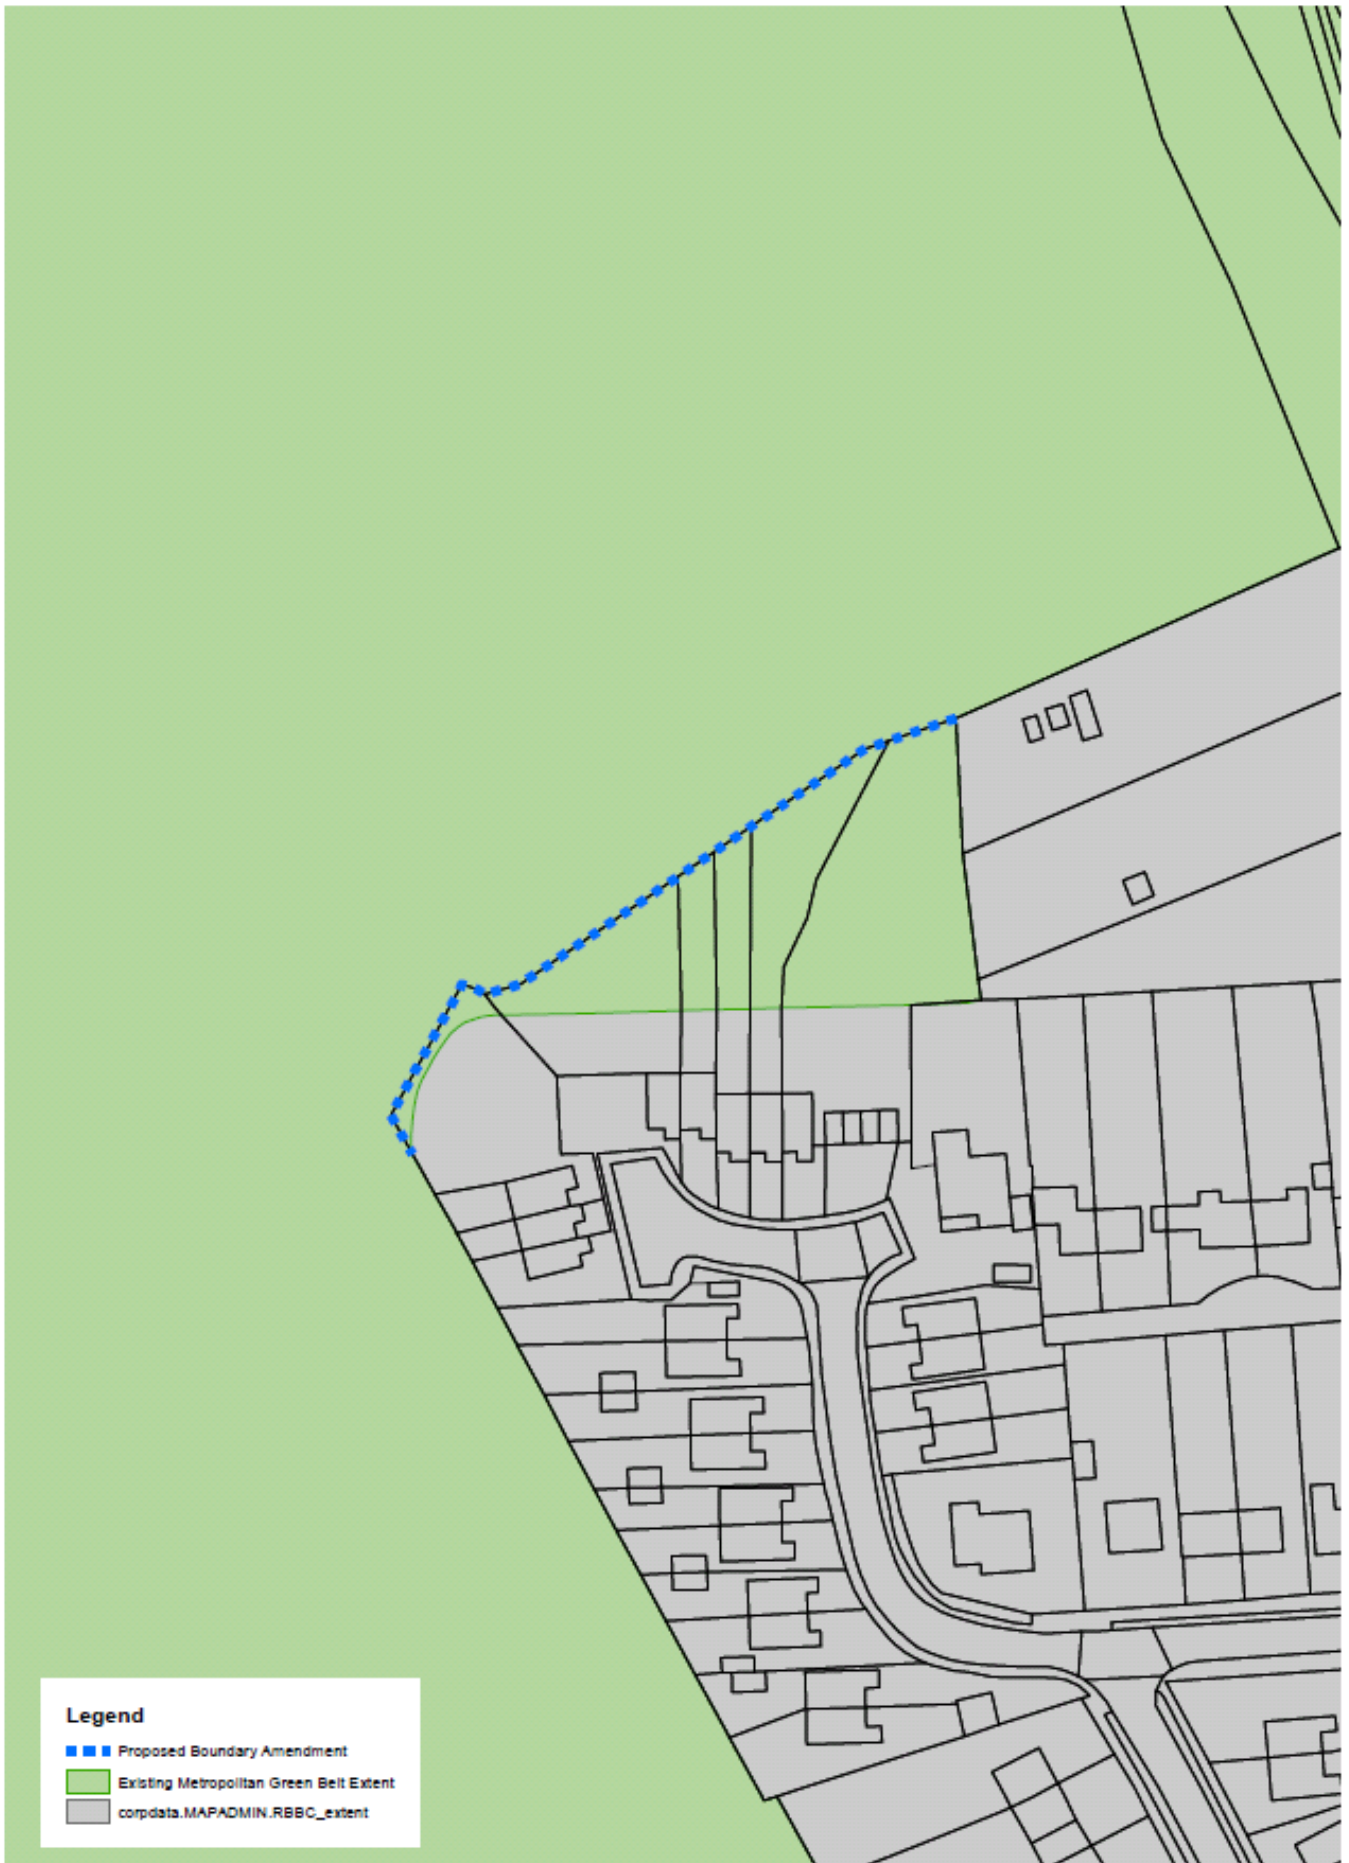 Legend
Proposed Boundary Amendment
Existing Metropolitan Green Belt Extent
corpdata.MAPADMIN.RBBC_extent